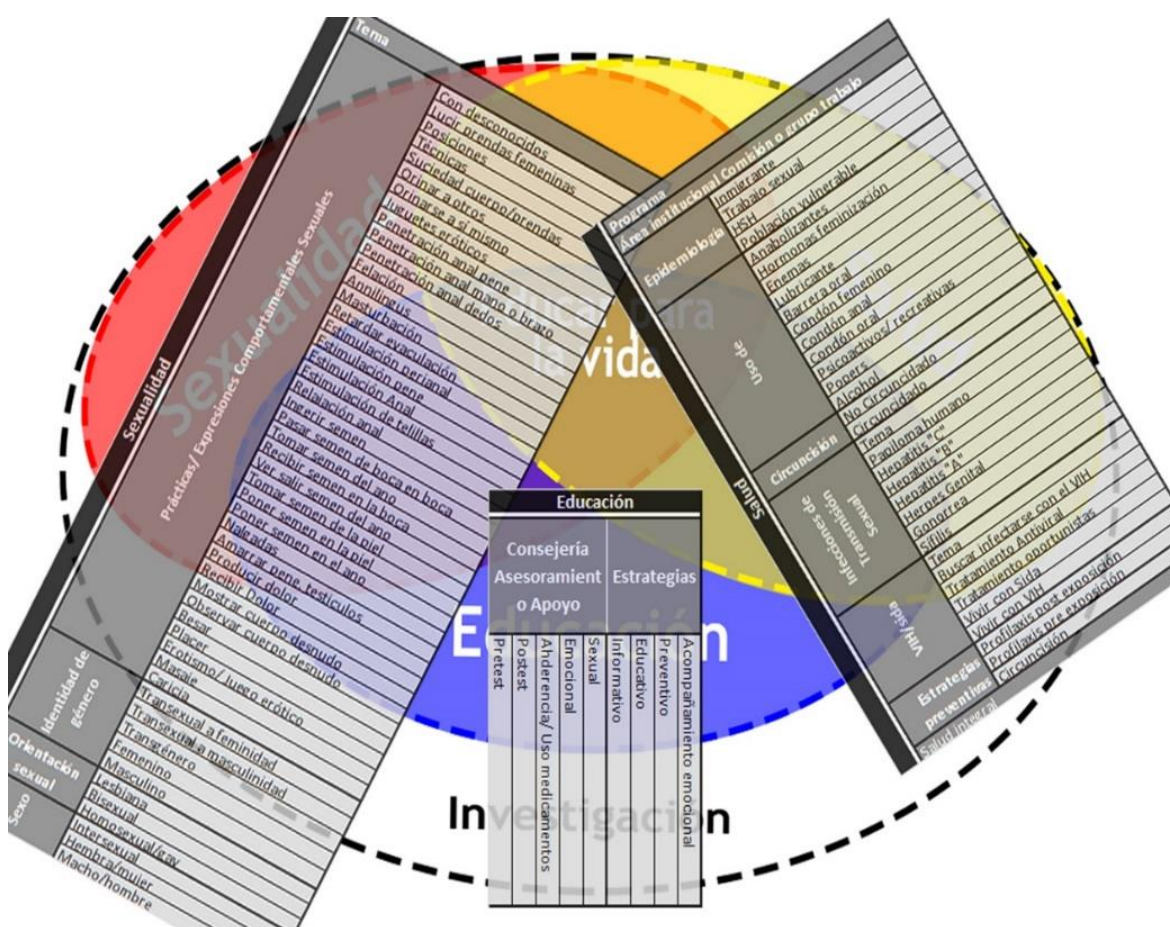 Sexualidad
Tema
Prácticas/ Expresiones Comportamentales Sexuales
Con desconocidos
Lucir prendas femeninas
Posiciones
Técnicas
Suciedad cuerpo/prendas
Orinar a otros
Orinarse a sí mismo
Juguetes eróticos
Penetración anal pene
Penetración anal mano o brazo
Penetración anal dedos
Felación
Annilingus
Masturbación
Retardar eyaculación
Estimulación perianal
Estimulación pene
Estimulación Anal
Estimulación de tetillas
Relajación anal
Ingerir semen
Pasar semen de boca en boca
Tomar semen del ano
Recibir semen en la boca
Ver salir semen del ano
Tomar semen de la piel
Poner semen en la piel
Poner semen en el ano
Nalgadas
Amarrar pene, testículos
Producir dolor
Recibir Dolor
Mostrar cuerpo desnudo
Observar cuerpo desnudo
Besar
Placer
Erotismo/ Juego erótico
Masaje
Caricia
Identidad de
género
Transexual a feminidad
Transexual a masculinidad
Transgénero
Femenino
Masculino
Orientación
sexual
Lesbiana
Bisexual
Homosexual/gay
Sexo
Intersexual
Hembra/mujer
Macho/hombre
Sexualidad
Educar para
la vida
Educación
Investigación
Educación
Consejería
Asesoramient
o Apoyo
Estrategias
Pretest
Postest
Ahderencia/ Uso medicamentos
Emocional
Sexual
Informativo
Educativo
Preventivo
Acompañamiento emocional
Salud
Programa
Área institucional Comisión o grupo trabajo
Epidemiología
Inmigrante
Trabajo sexual
HSH
Población vulnerable
Uso de
Anabolizantes
Hormonas feminización
Enemas
Lubricante
Barrera oral
Condón femenino
Condón anal
Condón oral
Psicoactivos/ recreativas
Popers
Alcohol
Circuncisión
No Circuncidado
Circuncidado
Infecciones de
Transmisión
Sexual
Tema
Papiloma humano
Hepatitis "C"
Hepatitis "B"
Hepatitis "A"
Herpes Genital
Gonorrea
Sífilis
VIH/sida
Tema
Buscar infectarse con el VIH
Tratamiento Antiviral
Tratamiento oportunistas
Vivir con Sida
Vivir con VIH
Estrategias
preventivas
Profilaxis post exposición
Profilaxis pre exposición
Circuncisión
Salud integral